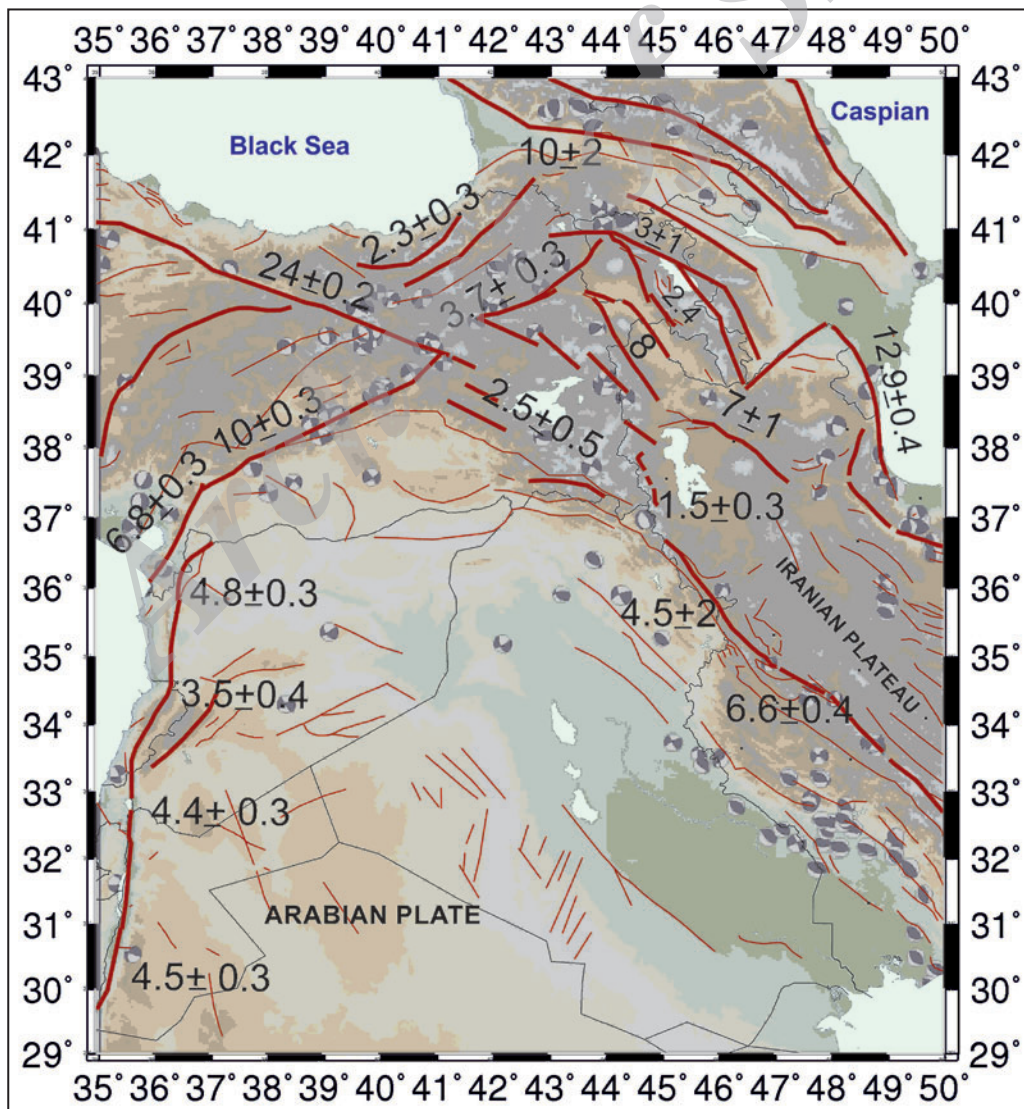 35° 36° 37° 38° 39° 40° 41° 42° 43° 44° 45° 46° 47° 48° 49° 50°
43° 43°
Caspian
Black Sea
42° 10±2 42°
2.3±0.3
41° 3±1 41°
24±0.2
3.7± 0.3
40° 2.4 40°
8
12.9±0.4
39° 39°
10±0.3
2.5±0.5
7±1
38° 38°
6.8±0.3
37° 1.5±0.3 37°
36° 4.8±0.3 36°
4.5±2
IRANIAN PLATEAU
35° 35°
3.5±0.4
6.6±0.4
34° 34°
33° 33°
4.4± 0.3
32° 32°
31° ARABIAN PLATE 31°
4.5± 0.3
30° 30°
29° 29°
35° 36° 37° 38° 39° 40° 41° 42° 43° 44° 45° 46° 47° 48° 49° 50°